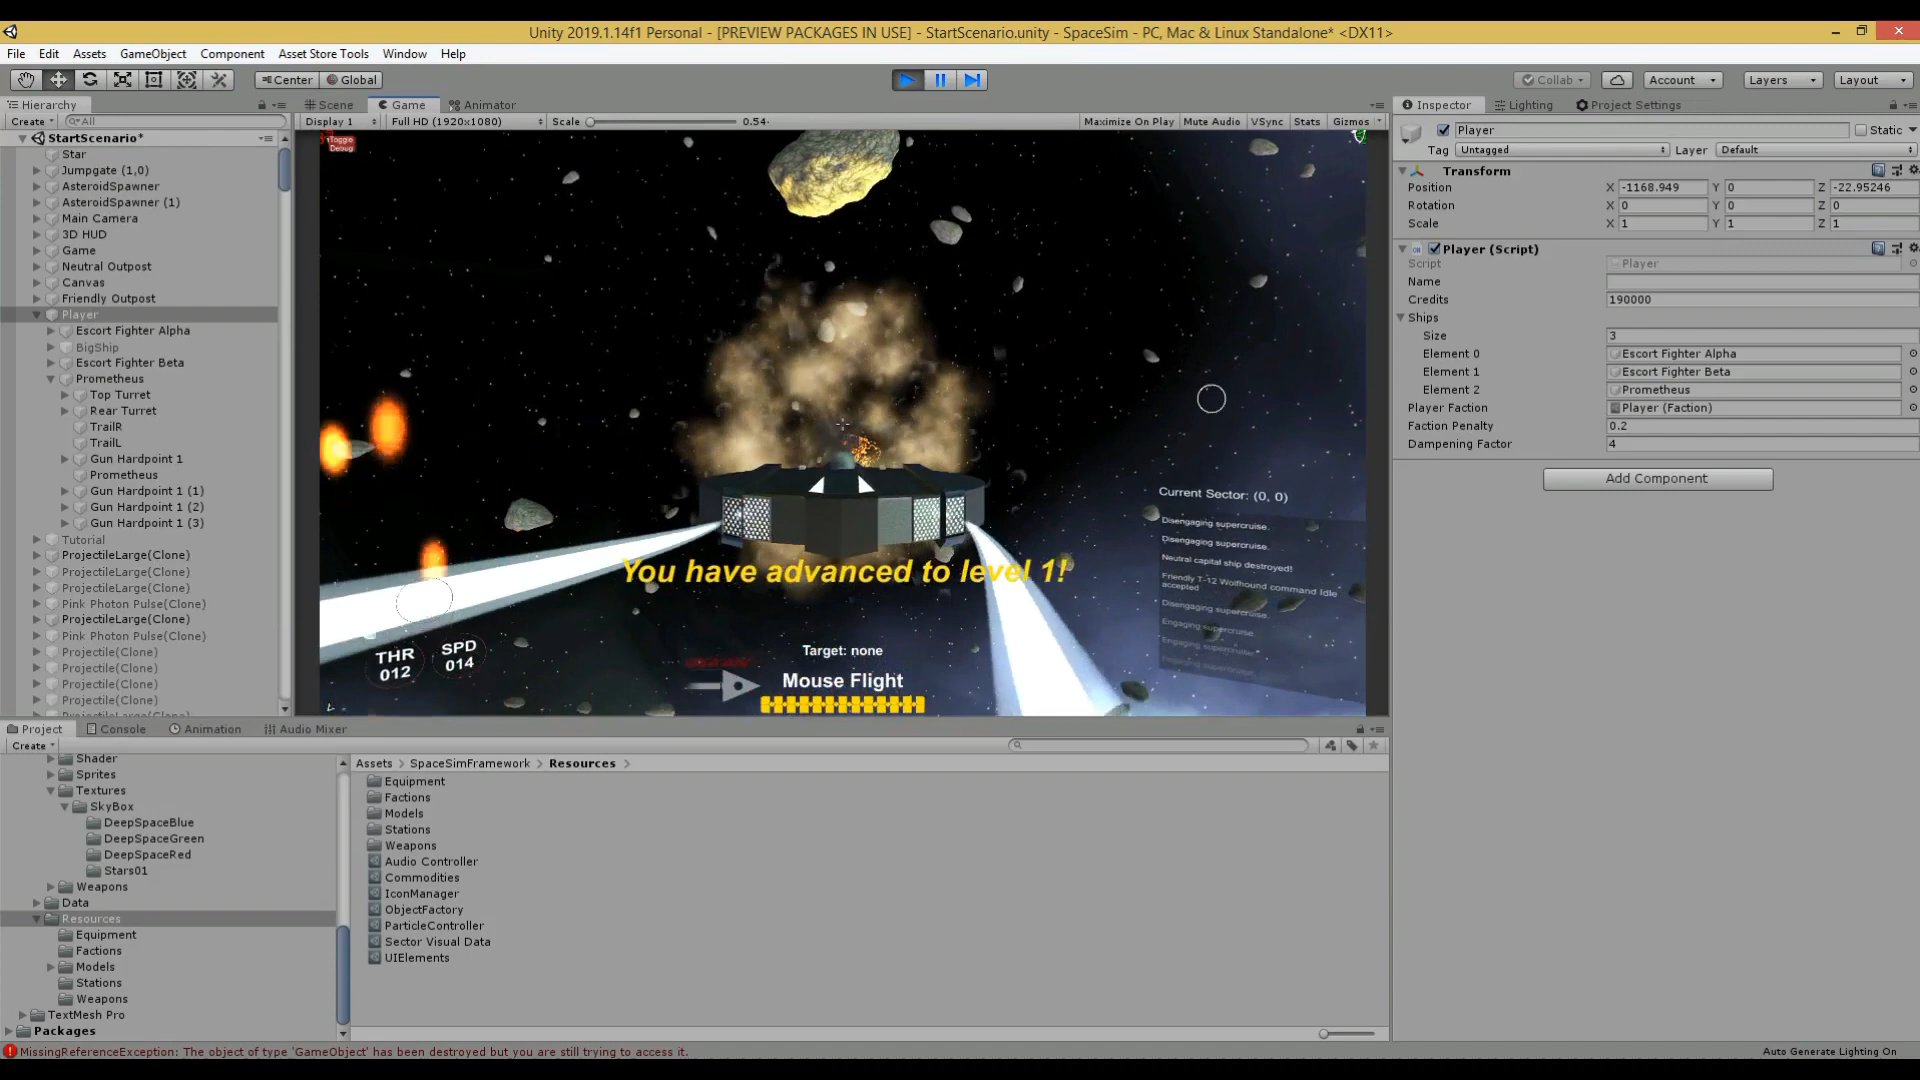 Unity 2019.1.14f1 Personal - [PREVIEW PACKAGES IN USE] - StartScenario.unity - SpaceSim - PC, Mac & Linux Standalone* <DX11>
File Edit Assets GameObject Component Asset Store Tools Window Help
Center Global Collab Account Layers Layout
Hierarchy
Create All
StartScenario*
Star
Jumpgate (1,0)
AsteroidSpawner
AsteroidSpawner (1)
Main Camera
3D HUD
Game
Neutral Outpost
Canvas
Friendly Outpost
Player
Escort Fighter Alpha
BigShip
Escort Fighter Beta
Prometheus
Top Turret
Rear Turret
TrailR
TrailL
Gun Hardpoint 1
Prometheus
Gun Hardpoint 1 (1)
Gun Hardpoint 1 (2)
Gun Hardpoint 1 (3)
Tutorial
ProjectileLarge(Clone)
ProjectileLarge(Clone)
ProjectileLarge(Clone)
Pink Photon Pulse(Clone)
ProjectileLarge(Clone)
Pink Photon Pulse(Clone)
Projectile(Clone)
Projectile(Clone)
Projectile(Clone)
Projectile(Clone)
Scene Game Animator
Display 1 Full HD (1920x1080) Scale 0.54 Maximize On Play Mute Audio VSync Stats Gizmos
Toggle
Debug
Current Sector: (0, 0)
Disengaging supercruise.
Disengaging supercruise.
Neutral capital ship destroyed!
Friendly T-12 Wolfhound command Idle
accepted
Disengaging supercruise.
Engaging supercruise.
Engaging supercruise.
You have advanced to level 1!
THR
012
SPD
014
Target: none
Mouse Flight
Inspector Lighting Project Settings
Player Static
Tag Untagged Layer Default
Transform
Position X -1168.949 Y 0 Z -22.95246
Rotation X 0 Y 0 Z 0
Scale X 1 Y 1 Z 1
Player (Script)
Script Player
Name
Credits 190000
Ships
Size 3
Element 0 Escort Fighter Alpha
Element 1 Escort Fighter Beta
Element 2 Prometheus
Player Faction Player (Faction)
Faction Penalty 0.2
Dampening Factor 4
Add Component
Project Console Animation Audio Mixer
Create
Shader
Sprites
Textures
SkyBox
DeepSpaceBlue
DeepSpaceGreen
DeepSpaceRed
Stars01
Weapons
Data
Resources
Equipment
Factions
Models
Stations
Weapons
TextMesh Pro
Packages
Assets SpaceSimFramework Resources
Equipment
Factions
Models
Stations
Weapons
Audio Controller
Commodities
IconManager
ObjectFactory
ParticleController
Sector Visual Data
UIElements
MissingReferenceException: The object of type 'GameObject' has been destroyed but you are still trying to access it.
Auto Generate Lighting On